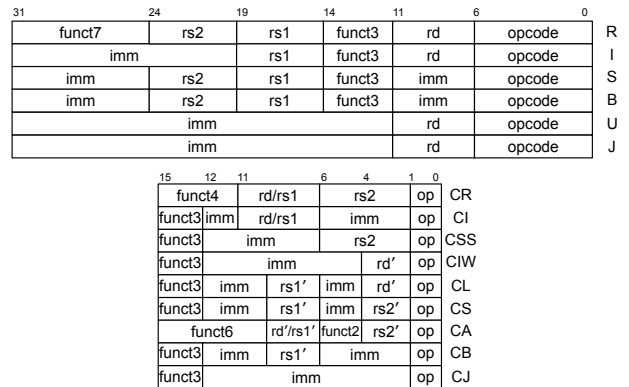 31 24 19 14 11 6 0
funct7 rs2 rs1 funct3 rd opcode R
imm rs1 funct3 rd opcode I
imm rs2 rs1 funct3 imm opcode S
imm rs2 rs1 funct3 imm opcode B
imm rd opcode U
imm rd opcode J
15 12 11 6 4 1 0
funct4 rd/rs1 rs2 op CR
funct3 imm rd/rs1 imm op CI
funct3 imm rs2 op CSS
funct3 imm rd′ op CIW
funct3 imm rs1′ imm rd′ op CL
funct3 imm rs1′ imm rs2′ op CS
funct6 rd′/rs1′ funct2 rs2′ op CA
funct3 imm rs1′ imm op CB
funct3 imm op CJ